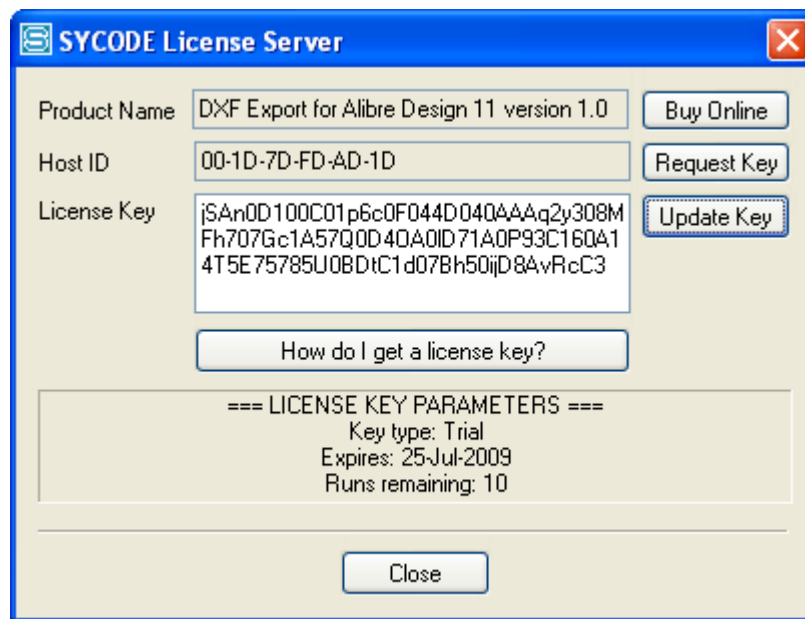 SYCODE License Server
Product Name
DXF Export for Alibre Design 11 version 1.0
Buy Online
Host ID
00-1D-7D-FD-AD-1D
Request Key
License Key
jSAn0D100C01p6c0F044D040AAAq2y308M
Fh707Gc1A57Q0D4OA0ID71A0P93C160A1
4T5E75785U0BDtC1d07Bh50ijD8AvRcC3
Update Key
How do I get a license key?
=== LICENSE KEY PARAMETERS ===
Key type: Trial
Expires: 25-Jul-2009
Runs remaining: 10
Close